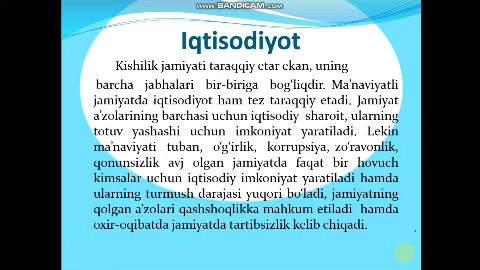 www.BANDICAM.com
Iqtisodiyot
Kishilik jamiyati taraqqiy etar ekan, uning
barcha jabhalari bir-biriga bog‘liqdir. Ma’naviyatli
jamiyatda iqtisodiyot ham tez taraqqiy etadi. Jamiyat
a’zolarining barchasi uchun iqtisodiy sharoit, ularning
totuv yashashi uchun imkoniyat yaratiladi. Lekin
ma’naviyati tuban, o‘g‘irlik, korrupsiya, zo‘ravonlik,
qonunsizlik avj olgan jamiyatda faqat bir hovuch
kimsalar uchun iqtisodiy imkoniyat yaratiladi hamda
ularning turmush darajasi yuqori bo‘ladi, jamiyatning
qolgan a’zolari qashshoqlikka mahkum etiladi hamda
oxir-oqibatda jamiyatda tartibsizlik kelib chiqadi.